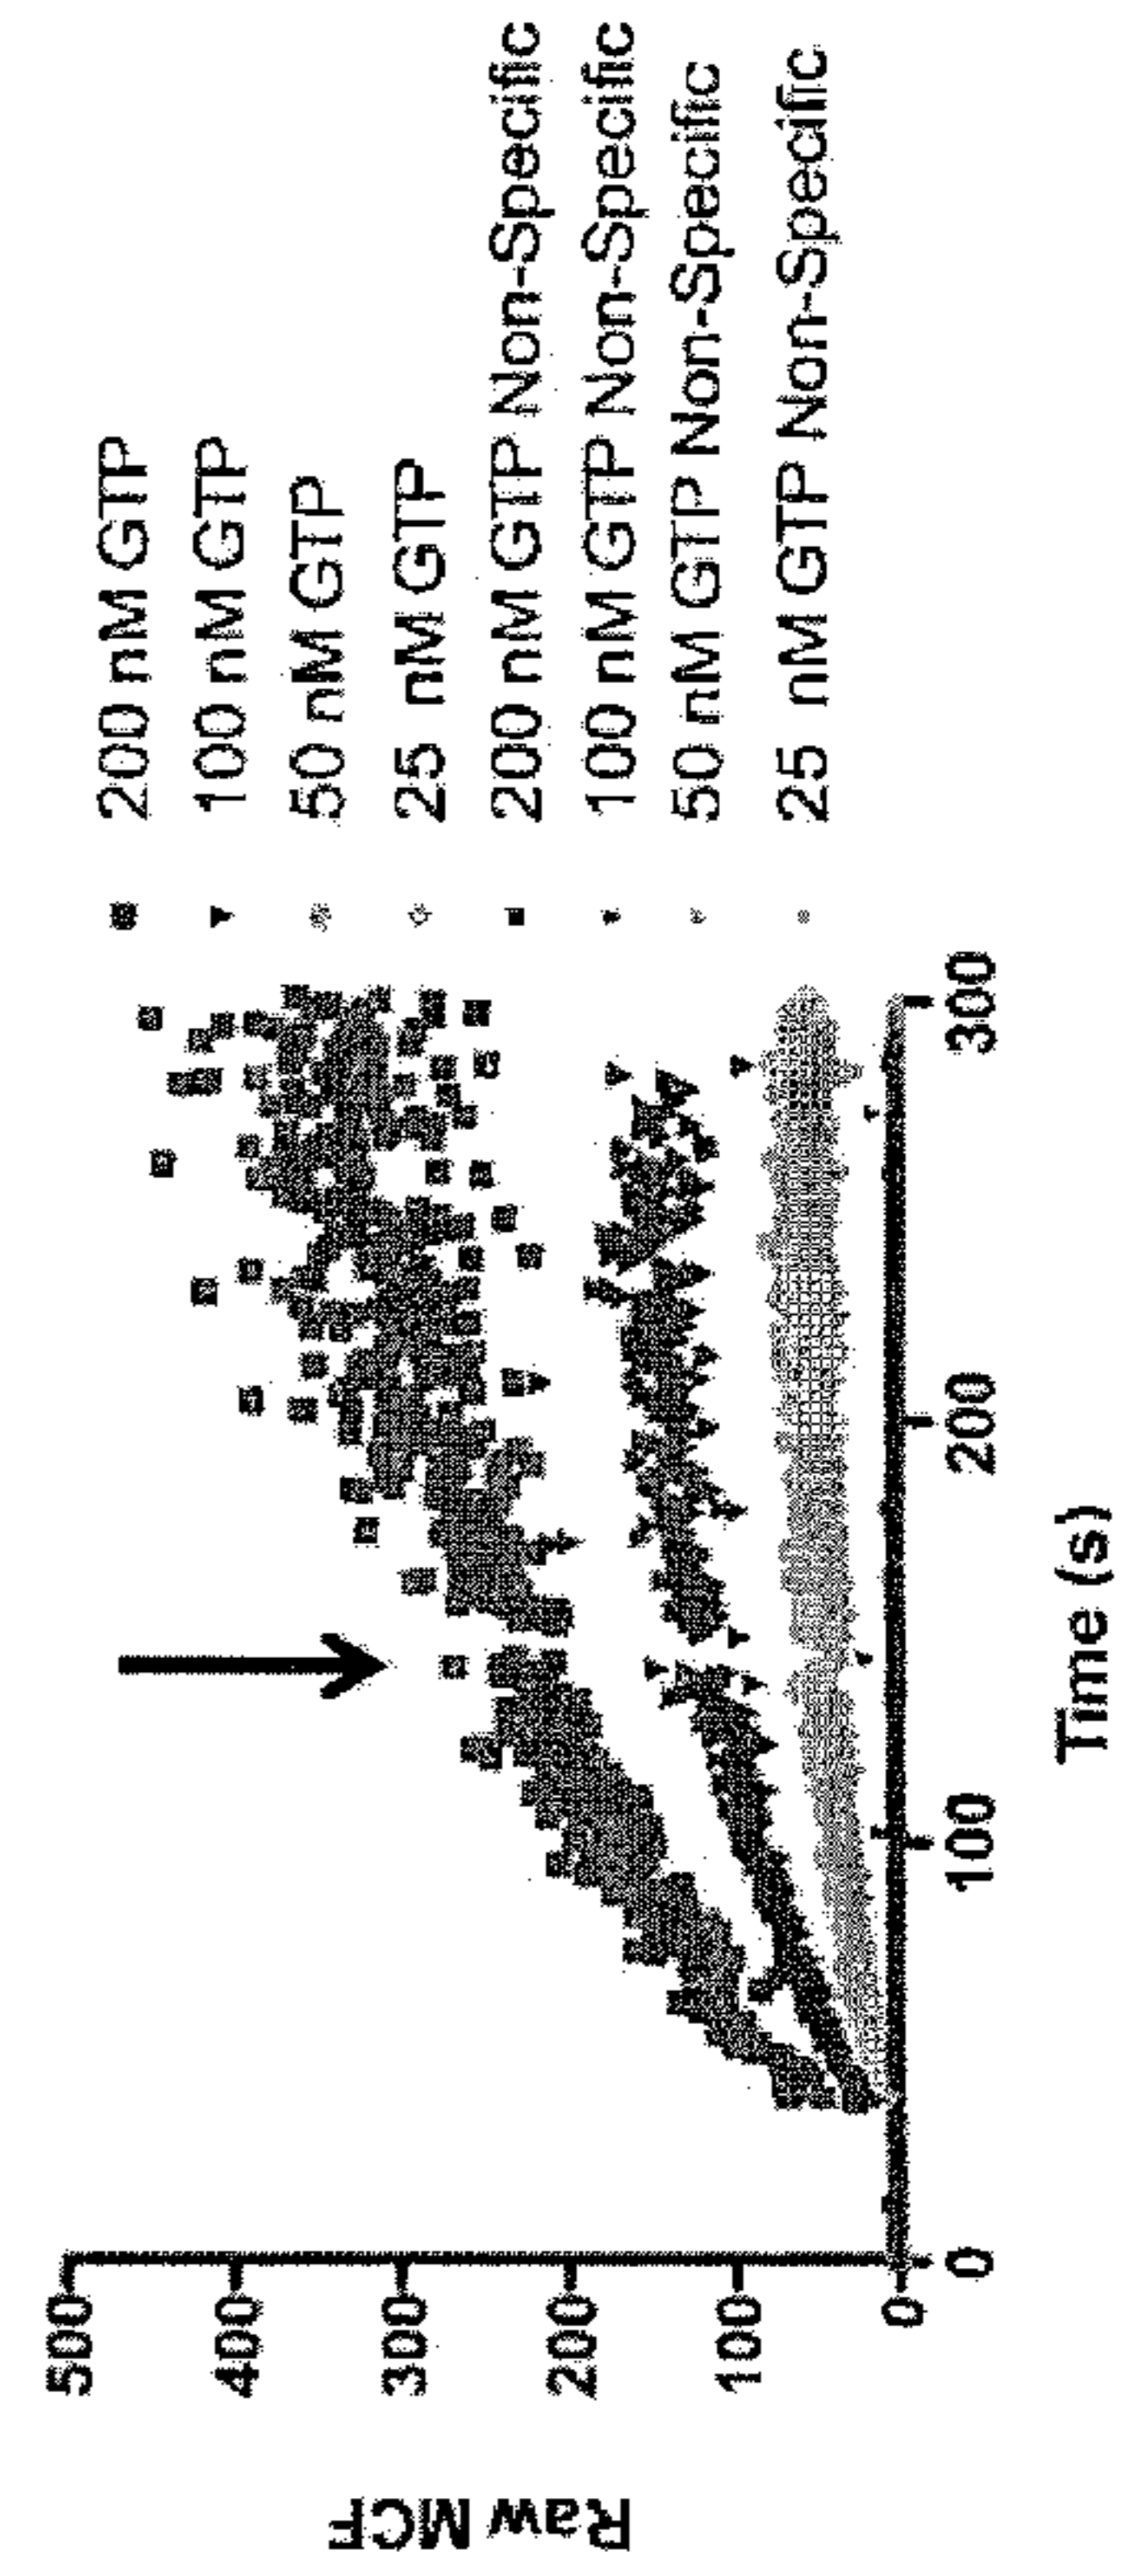 Raw MCF
500
400
300
200
100
0
0
100
200
300
Time (s)
200 nM GTP
100 nM GTP
50 nM GTP
25 nM GTP
200 nM GTP Non-Specific
100 nM GTP Non-Specific
50 nM GTP Non-Specific
25 nM GTP Non-Specific